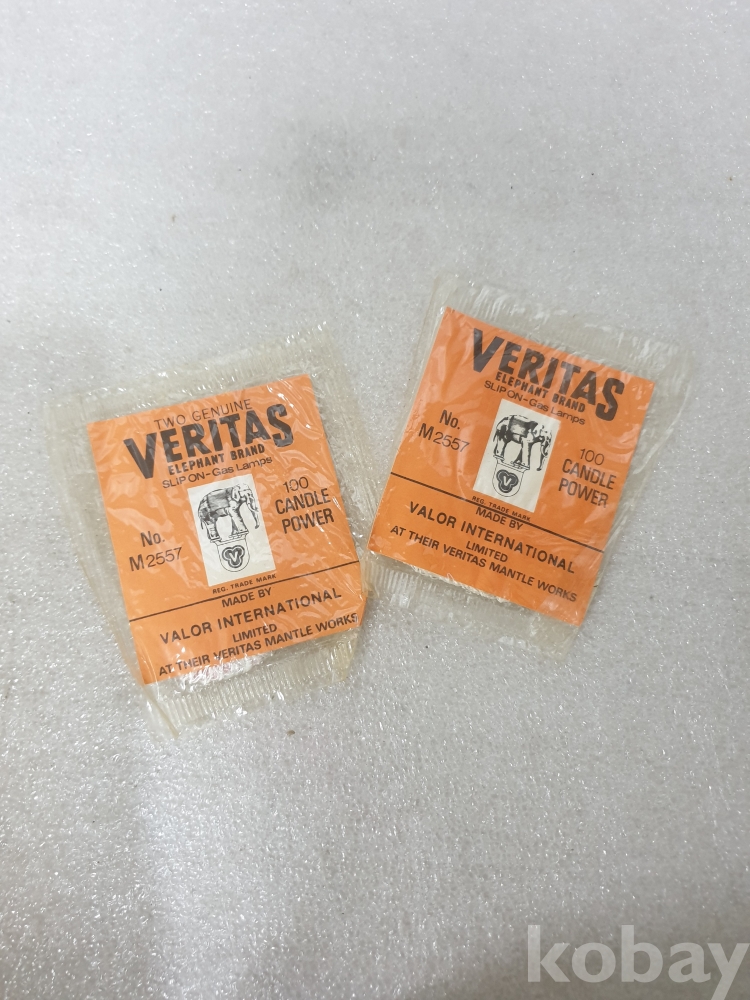 TWO GENUINE
VERITAS
ELEPHANT BRAND
SLIP ON-Gas Lamps
No.
M2557
100
CANDLE
POWER
REG. TRADE MARK
MADE BY
VALOR INTERNATIONAL
LIMITED
AT THEIR VERITAS MANTLE WORKS
VERITAS
ELEPHANT BRAND
SLIP ON-Gas Lamps
No.
M2557
100
CANDLE
POWER
V
REG. TRADE MARK
MADE BY
VALOR INTERNATIONAL
LIMITED
AT THEIR VERITAS MANTLE WORKS
kobay